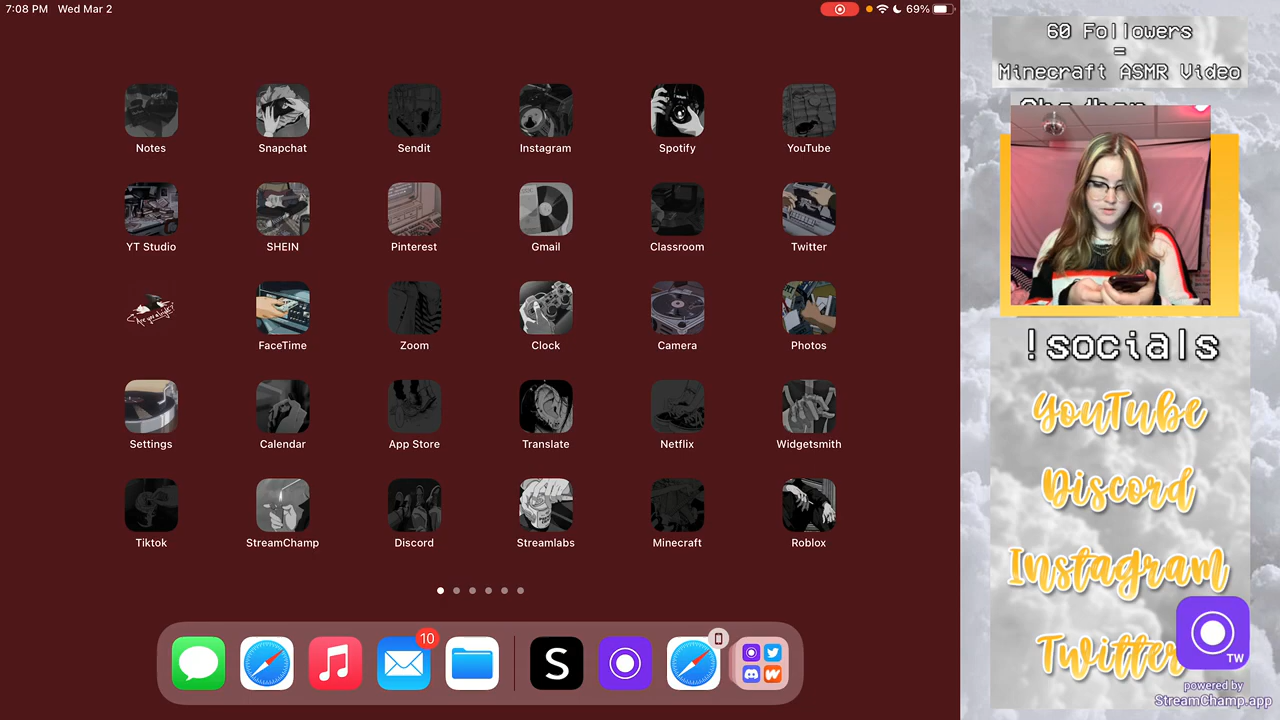 7:08 PM Wed Mar 2 69%
Notes Snapchat Sendit Instagram Spotify YouTube
YT Studio SHEIN Pinterest Gmail Classroom Twitter
FaceTime Zoom Clock Camera Photos
Settings Calendar App Store Translate Netflix Widgetsmith
Tiktok StreamChamp Discord Streamlabs Minecraft Roblox
10
S
60 Followers
=
Minecraft ASMR Video
!socials
YouTube
Discord
Instagram
Twitter
TW
powered by
StreamChamp.app